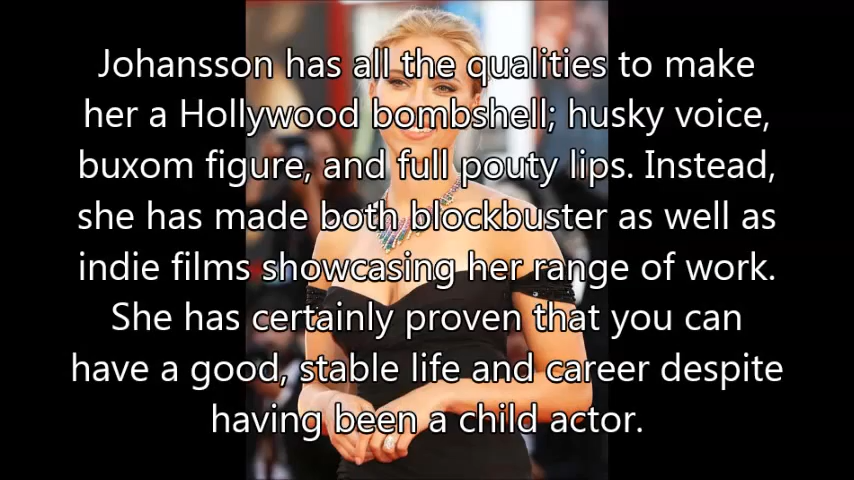 Johansson has all the qualities to make
her a Hollywood bombshell; husky voice,
buxom figure, and full pouty lips. Instead,
she has made both blockbuster as well as
indie films showcasing her range of work.
She has certainly proven that you can
have a good, stable life and career despite
having been a child actor.